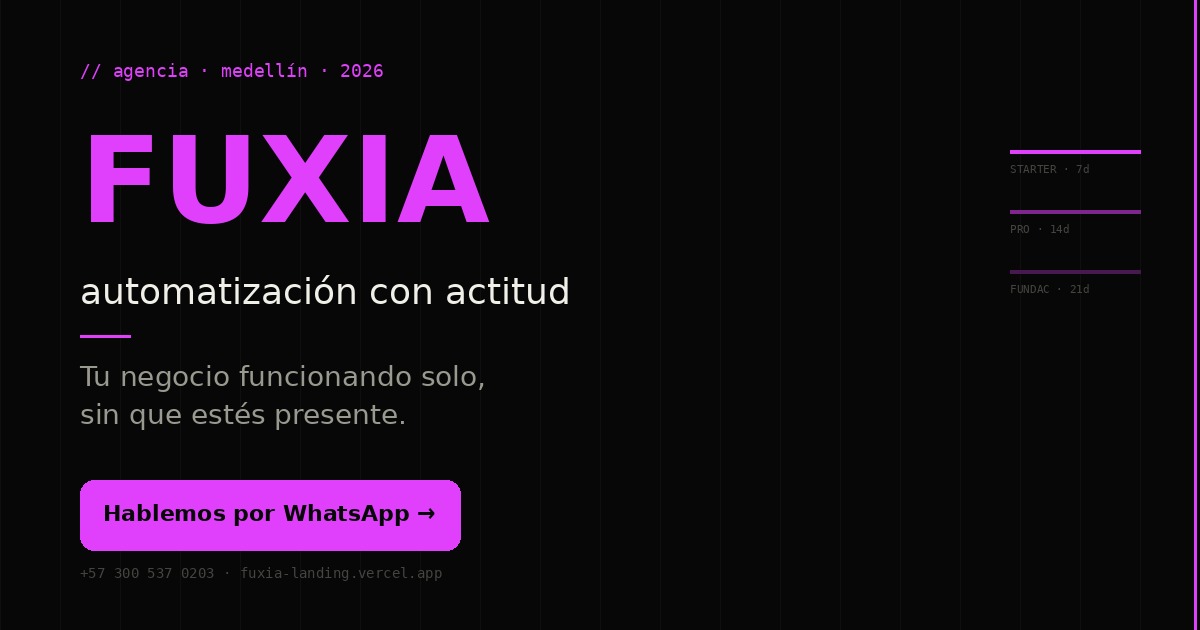 // agencia · medellín · 2026
FUXIA
automatización con actitud
Tu negocio funcionando solo,
sin que estés presente.
Hablemos por WhatsApp →
+57 300 537 0203 · fuxia-landing.vercel.app
STARTER · 7d
PRO · 14d
FUNDAC · 21d